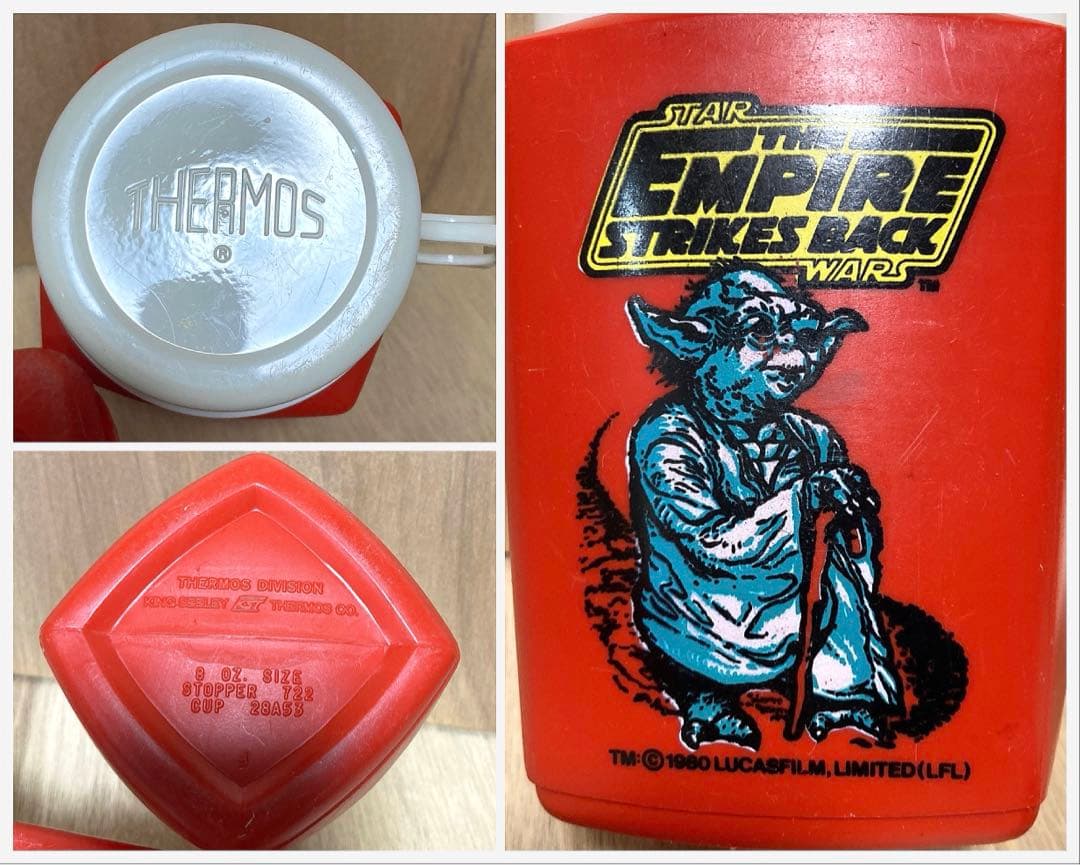 THERMOS
®
THERMOS DIVISION
KING-SEELEY THERMOS CO.
8 OZ. SIZE
STOPPER 722
CUP 28A53
STAR
THE
EMPIRE
STRIKES BACK
WARS
TM
TM:©1980 LUCASFILM, LIMITED (LFL)